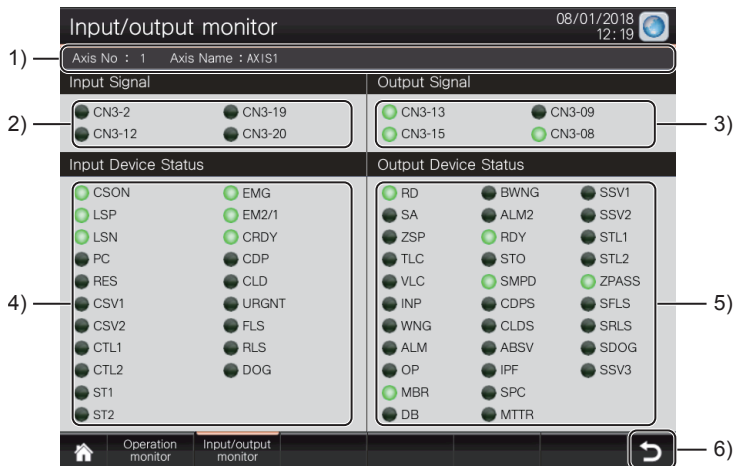 Input/output monitor
08/01/2018
12:19
1)
Axis No : 1 Axis Name : AXIS1
Input Signal
Output Signal
2)
CN3-2 CN3-19
CN3-12 CN3-20
CN3-13 CN3-09
CN3-15 CN3-08
3)
Input Device Status
Output Device Status
4)
CSON EMG
LSP EM2/1
LSN CRDY
PC CDP
RES CLD
CSV1 URGNT
CSV2 FLS
CTL1 RLS
CTL2 DOG
ST1
ST2
RD BWNG SSV1
SA ALM2 SSV2
ZSP RDY STL1
TLC STO STL2
VLC SMPD ZPASS
INP CDPS SFLS
WNG CLDS SRLS
ALM ABSV SDOG
OP IPF SSV3
MBR SPC
DB MTTR
5)
Operation
monitor
Input/output
monitor
6)